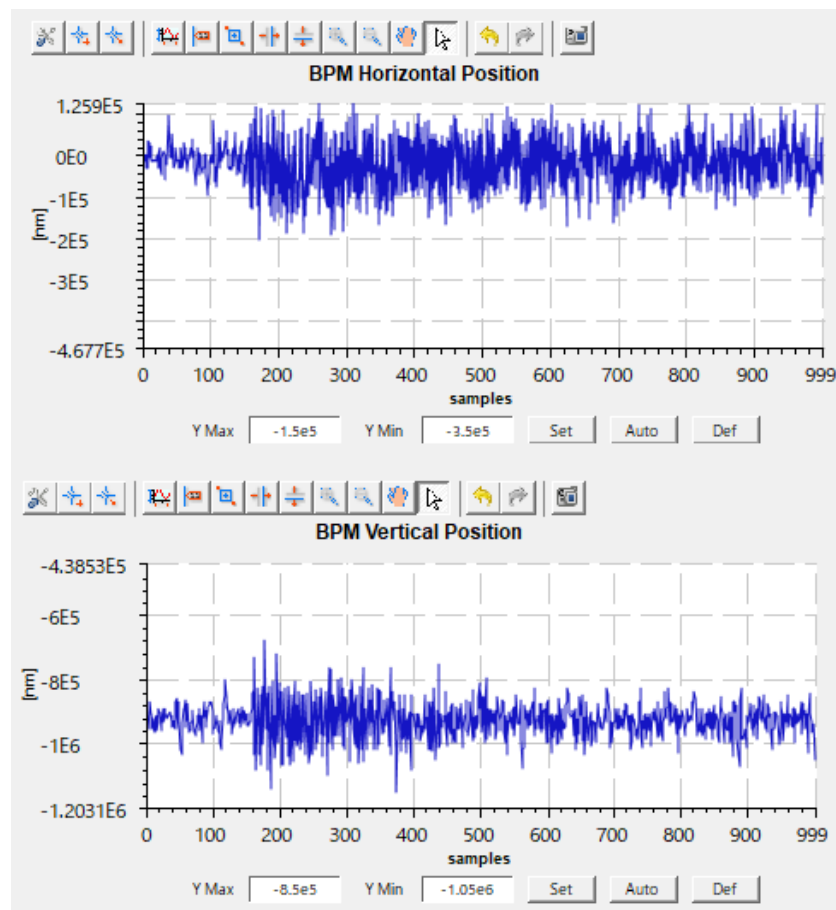 BPM Horizontal Position
1.259E5
0E0
-1E5
-2E5
-3E5
-4.677E5
[nm]
0 100 200 300 400 500 600 700 800 900 999
samples
Y Max -1.5e5 Y Min -3.5e5 Set Auto Def
BPM Vertical Position
-4.3853E5
-6E5
-8E5
-1E6
-1.2031E6
[nm]
0 100 200 300 400 500 600 700 800 900 999
samples
Y Max -8.5e5 Y Min -1.05e6 Set Auto Def